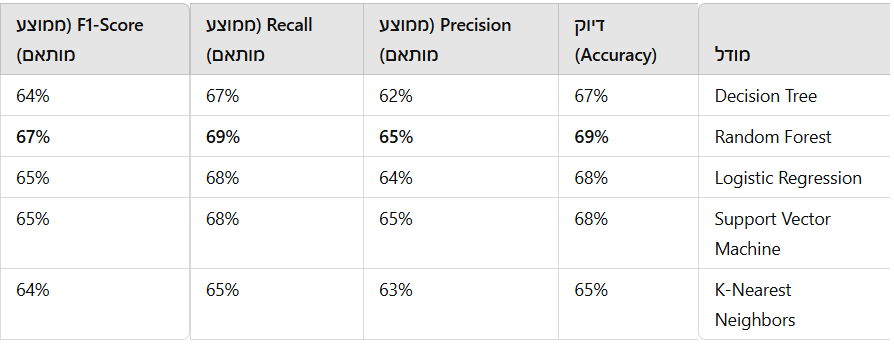 מודל
דיוק
(Accuracy)
Precision (ממוצע
מותאם)
Recall (ממוצע
מותאם)
F1-Score (ממוצע
מותאם)
Decision Tree
67%
62%
67%
64%
Random Forest
69%
65%
69%
67%
Logistic Regression
68%
64%
68%
65%
Support Vector
Machine
68%
65%
68%
65%
K-Nearest
Neighbors
65%
63%
65%
64%